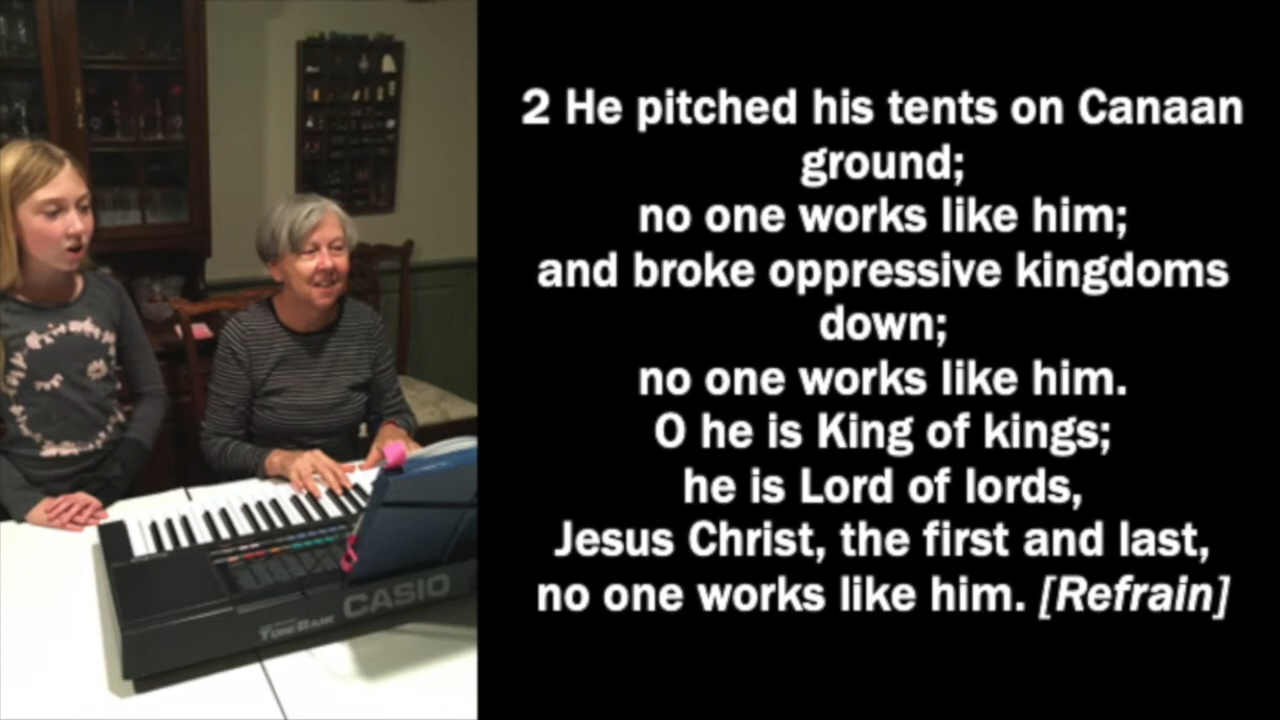 2 He pitched his tents on Canaan
ground;
no one works like him;
and broke oppressive kingdoms
down;
no one works like him.
O he is King of kings;
he is Lord of lords,
Jesus Christ, the first and last,
no one works like him. [Refrain]
CASIO
TONE BANK